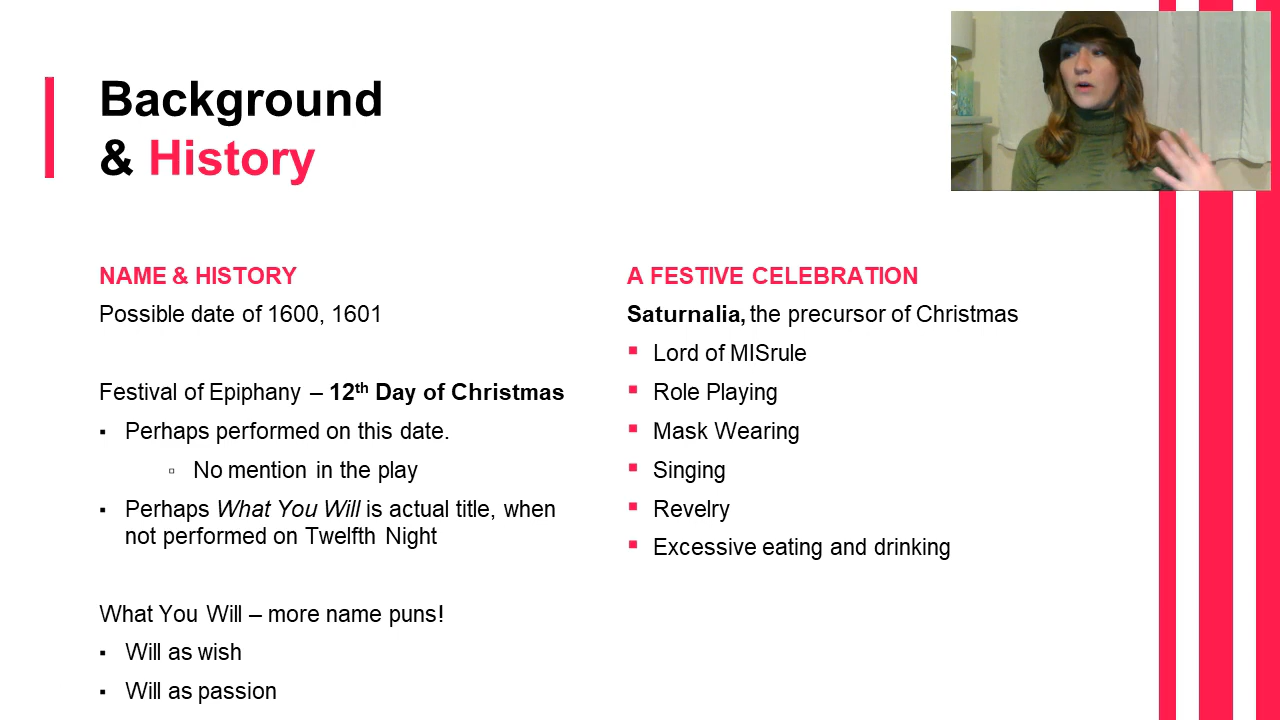 Background
& History
NAME & HISTORY
Possible date of 1600, 1601
Festival of Epiphany – 12th Day of Christmas
▪ Perhaps performed on this date.
▫ No mention in the play
▪ Perhaps What You Will is actual title, when
not performed on Twelfth Night
What You Will – more name puns!
▪ Will as wish
▪ Will as passion
A FESTIVE CELEBRATION
Saturnalia, the precursor of Christmas
▪ Lord of MISrule
▪ Role Playing
▪ Mask Wearing
▪ Singing
▪ Revelry
▪ Excessive eating and drinking